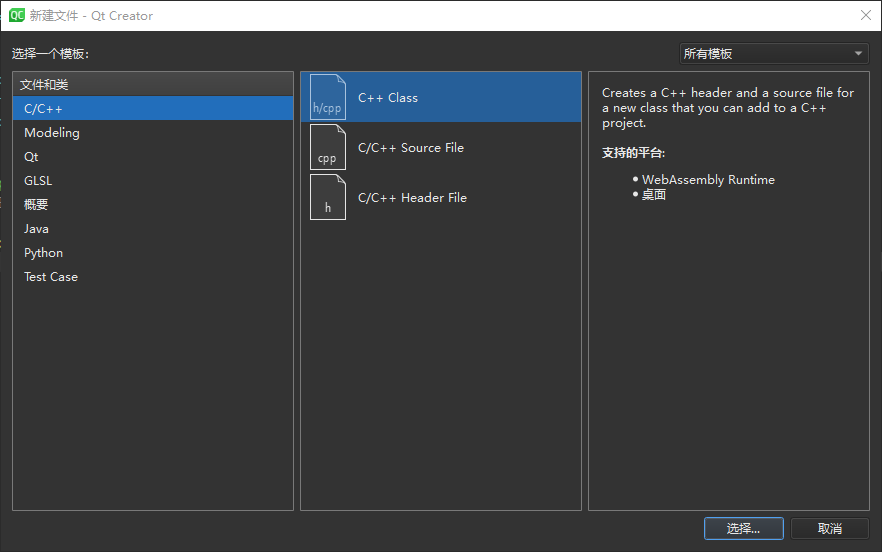 新建文件 - Qt Creator
选择一个模板:
所有模板
文件和类
C/C++
Modeling
Qt
GLSL
概要
Java
Python
Test Case
h/cpp
C++ Class
cpp
C/C++ Source File
h
C/C++ Header File
Creates a C++ header and a source file for
a new class that you can add to a C++
project.
支持的平台:
• WebAssembly Runtime
• 桌面
选择...
取消